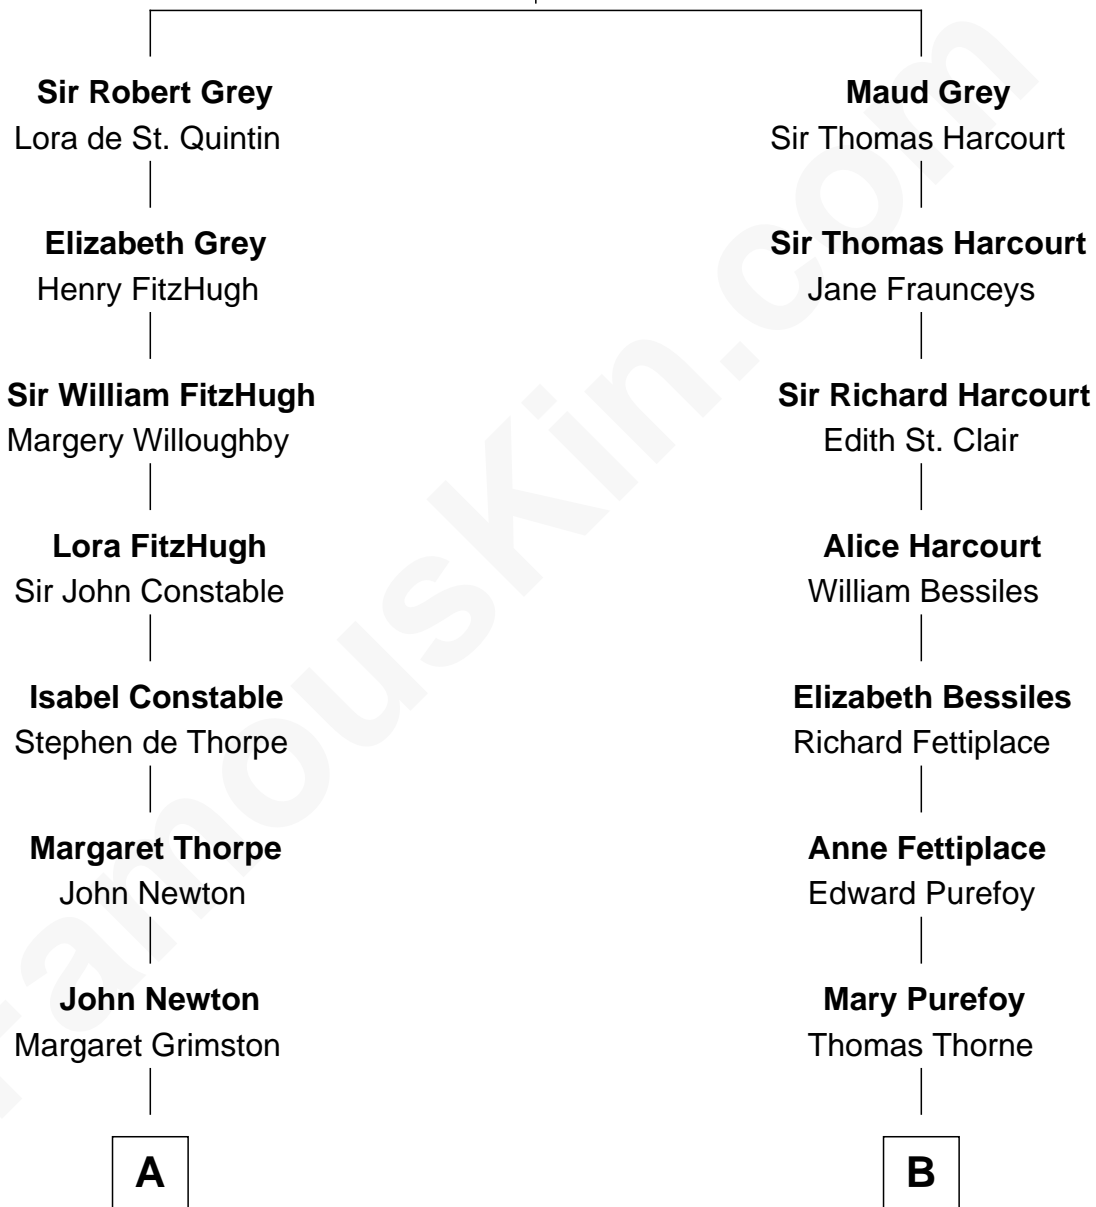 Sir Robert Grey
Lora de St. Quintin
Elizabeth Grey
Henry FitzHugh
Sir William FitzHugh
Margery Willoughby
Lora FitzHugh
Sir John Constable
Isabel Constable
Stephen de Thorpe
Margaret Thorpe
John Newton
John Newton
Margaret Grimston
A
Maud Grey
Sir Thomas Harcourt
Sir Thomas Harcourt
Jane Fraunceys
Sir Richard Harcourt
Edith St. Clair
Alice Harcourt
William Bessiles
Elizabeth Bessiles
Richard Fettiplace
Anne Fettiplace
Edward Purefoy
Mary Purefoy
Thomas Thorne
B
FamousKin.com